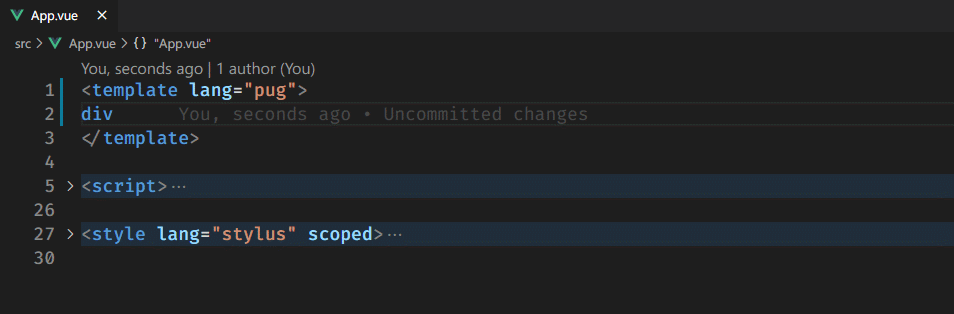 App.vue ×
src > App.vue > {} "App.vue"
You, seconds ago | 1 author (You)
1 <template lang="pug">
2 div You, seconds ago • Uncommitted changes
3 </template>
4
5 > <script>···
26
27 > <style lang="stylus" scoped>···
30